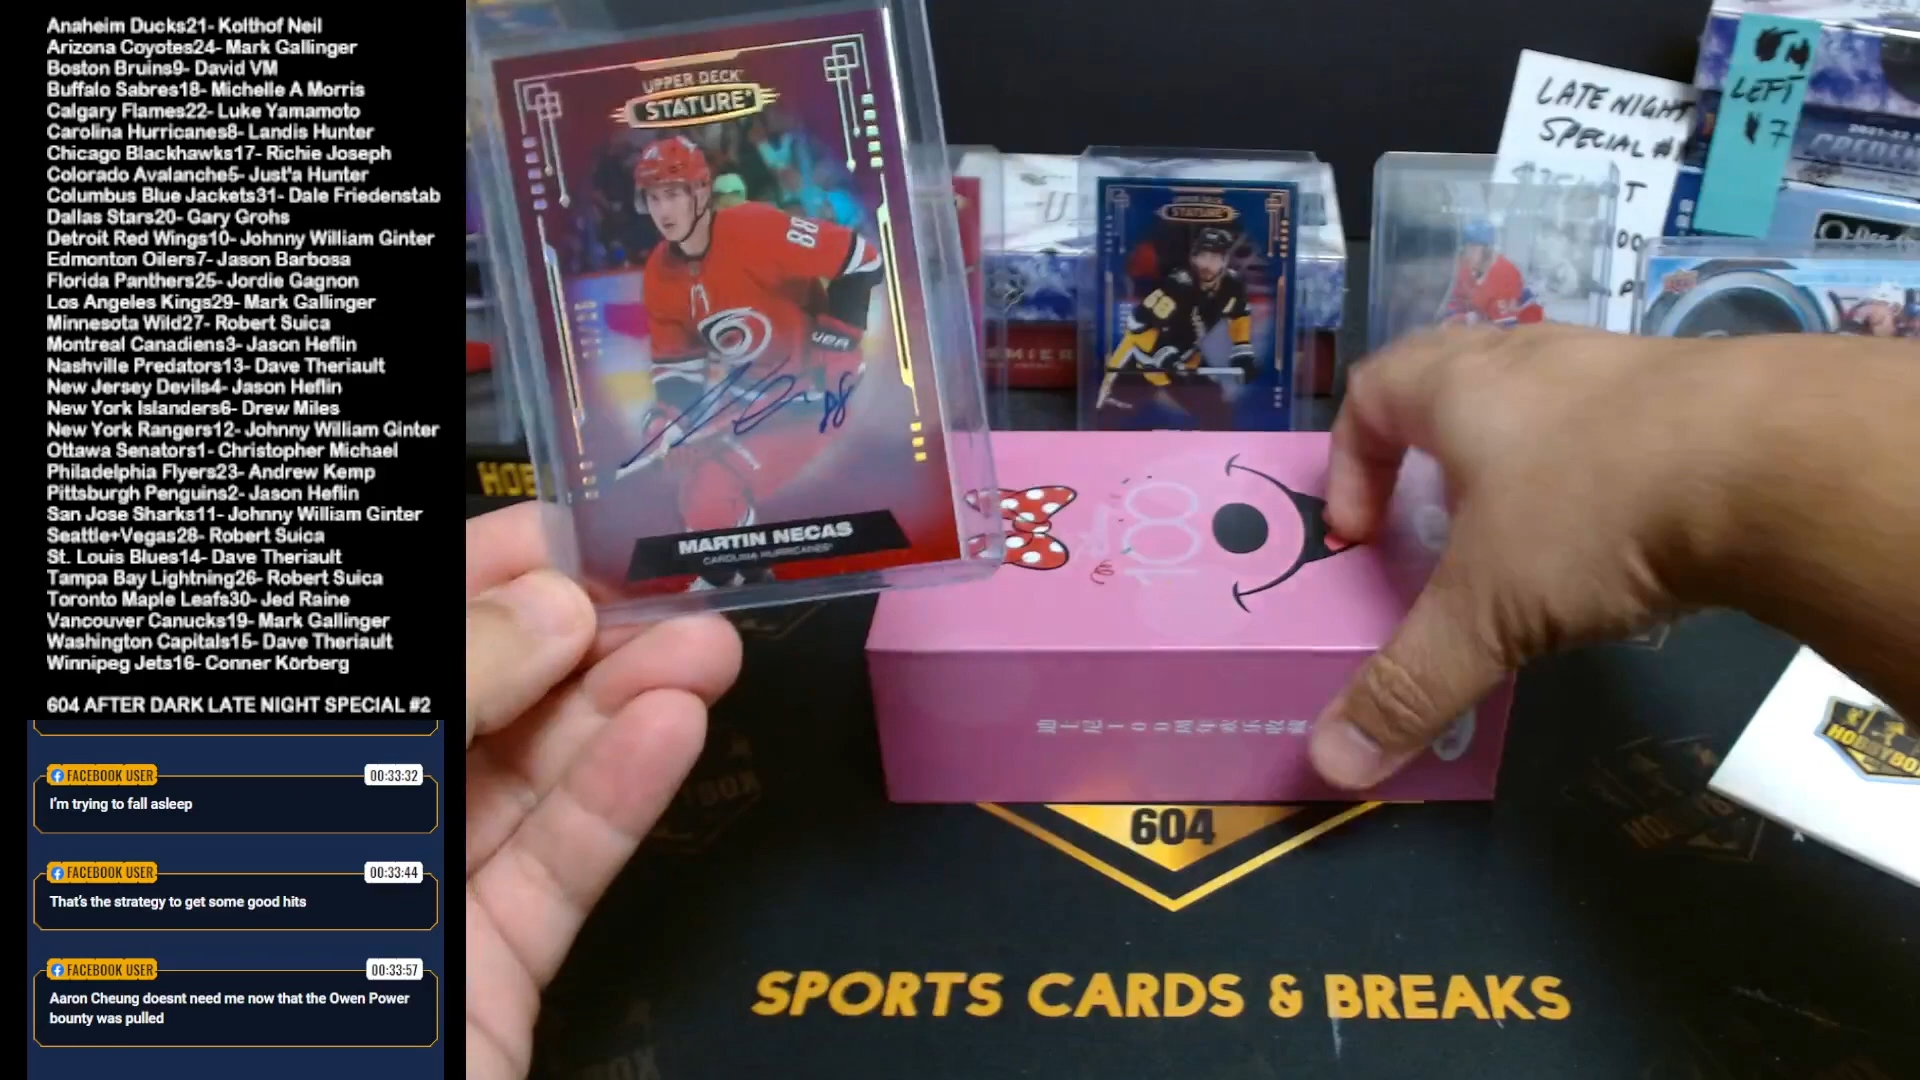 Anaheim Ducks21- Kolthof Neil
Arizona Coyotes24- Mark Gallinger
Boston Bruins9- David VM
Buffalo Sabres18- Michelle A Morris
Calgary Flames22- Luke Yamamoto
Carolina Hurricanes8- Landis Hunter
Chicago Blackhawks17- Richie Joseph
Colorado Avalanche5- Just'a Hunter
Columbus Blue Jackets31- Dale Friedenstab
Dallas Stars20- Gary Grohs
Detroit Red Wings10- Johnny William Ginter
Edmonton Oilers7- Jason Barbosa
Florida Panthers25- Jordie Gagnon
Los Angeles Kings29- Mark Gallinger
Minnesota Wild27- Robert Suica
Montreal Canadiens3- Jason Heflin
Nashville Predators13- Dave Theriault
New Jersey Devils4- Jason Heflin
New York Islanders6- Drew Miles
New York Rangers12- Johnny William Ginter
Ottawa Senators1- Christopher Michael
Philadelphia Flyers23- Andrew Kemp
Pittsburgh Penguins2- Jason Heflin
San Jose Sharks11- Johnny William Ginter
Seattle+Vegas28- Robert Suica
St. Louis Blues14- Dave Theriault
Tampa Bay Lightning26- Robert Suica
Toronto Maple Leafs30- Jed Raine
Vancouver Canucks19- Mark Gallinger
Washington Capitals15- Dave Theriault
Winnipeg Jets16- Conner Körberg
604 AFTER DARK LATE NIGHT SPECIAL #2
FACEBOOK USER 00:33:32
I'm trying to fall asleep
FACEBOOK USER 00:33:44
That's the strategy to get some good hits
FACEBOOK USER 00:33:57
Aaron Cheung doesnt need me now that the Owen Power
bounty was pulled
UPPER DECK
STATURE
88
88
MARTIN NECAS
CAROLINA HURRICANES
UPPER DECK
STATURE
58
LATE NIGHT
SPECIAL
LEFT
7
100
604
SPORTS CARDS & BREAKS